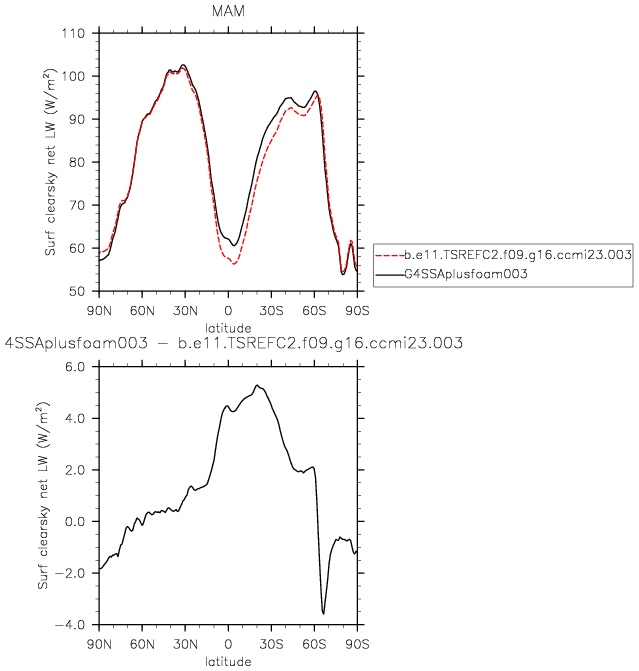 MAM
110
100
90
80
70
60
50
Surf clearsky net LW (W/m²)
90N 60N 30N 0 30S 60S 90S
latitude
b.e11.TSREFC2.f09.g16.ccmi23.003
G4SSAplusfoam003
4SSAplusfoam003 − b.e11.TSREFC2.f09.g16.ccmi23.003
6.0
4.0
2.0
0.0
−2.0
−4.0
Surf clearsky net LW (W/m²)
90N 60N 30N 0 30S 60S 90S
latitude